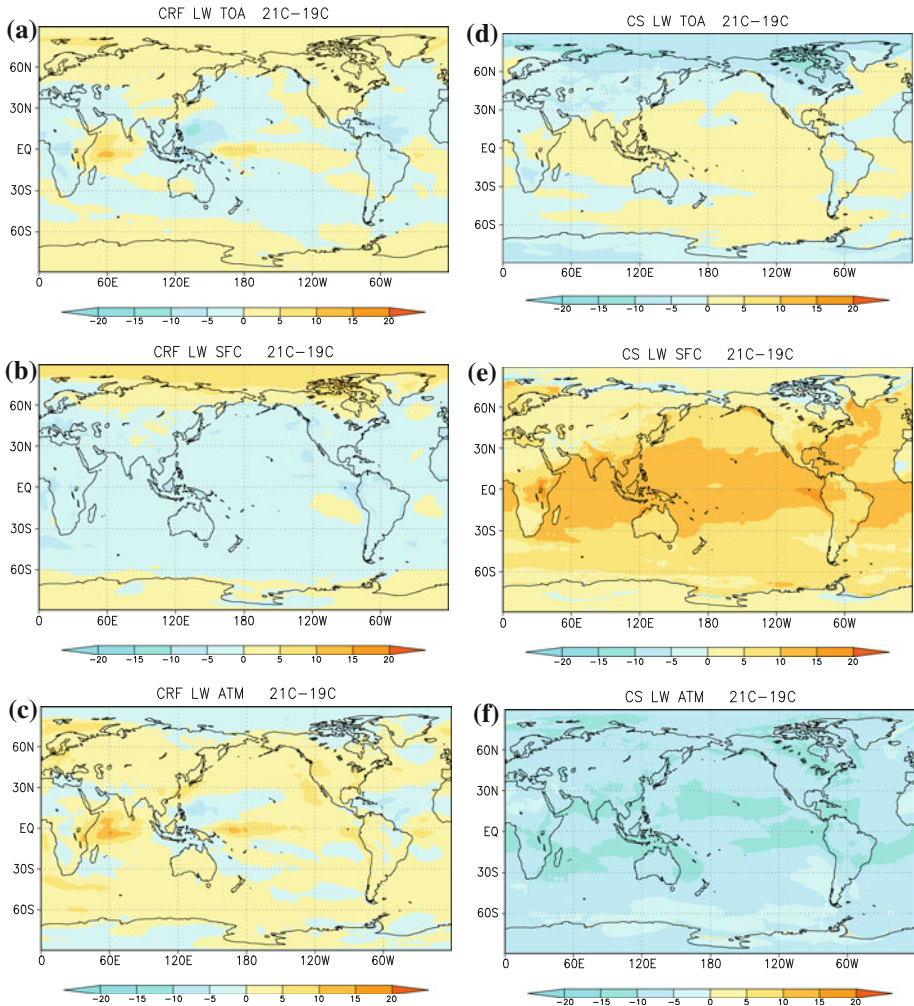 (a) CRF LW TOA 21C-19C
60N
30N
EQ
30S
60S
0 60E 120E 180 120W 60W
-20 -15 -10 -5 0 5 10 15 20
(d) CS LW TOA 21C-19C
60N
30N
EQ
30S
60S
0 60E 120E 180 120W 60W
-20 -15 -10 -5 0 5 10 15 20
(b) CRF LW SFC 21C-19C
60N
30N
EQ
30S
60S
0 60E 120E 180 120W 60W
-20 -15 -10 -5 0 5 10 15 20
(e) CS LW SFC 21C-19C
60N
30N
EQ
30S
60S
0 60E 120E 180 120W 60W
-20 -15 -10 -5 0 5 10 15 20
(c) CRF LW ATM 21C-19C
60N
30N
EQ
30S
60S
0 60E 120E 180 120W 60W
-20 -15 -10 -5 0 5 10 15 20
(f) CS LW ATM 21C-19C
60N
30N
EQ
30S
60S
0 60E 120E 180 120W 60W
-20 -15 -10 -5 0 5 10 15 20